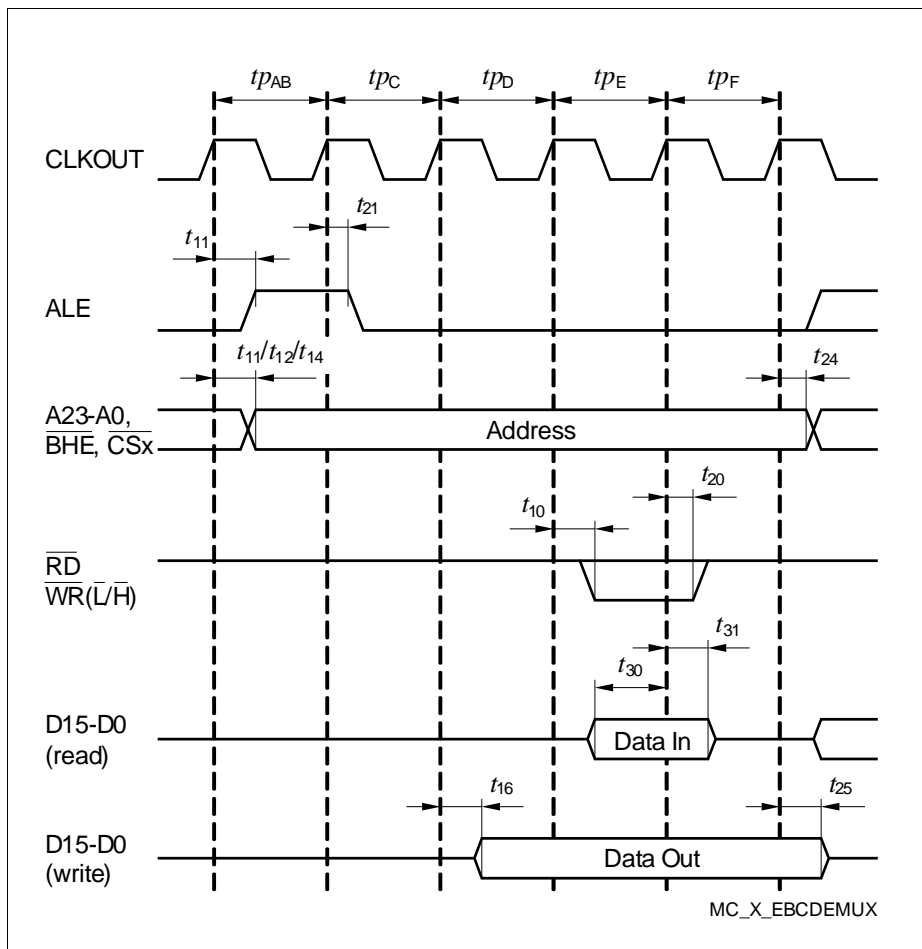 tpAB tpC tpD tpE tpF
CLKOUT
t21
t11
ALE
t11/t12/t14 t24
A23-A0,
BHE, CSx
Address
t20
t10
RD
WR(L/H)
t31
t30
D15-D0
(read)
Data In
t16 t25
D15-D0
(write)
Data Out
MC_X_EBCDEMUX